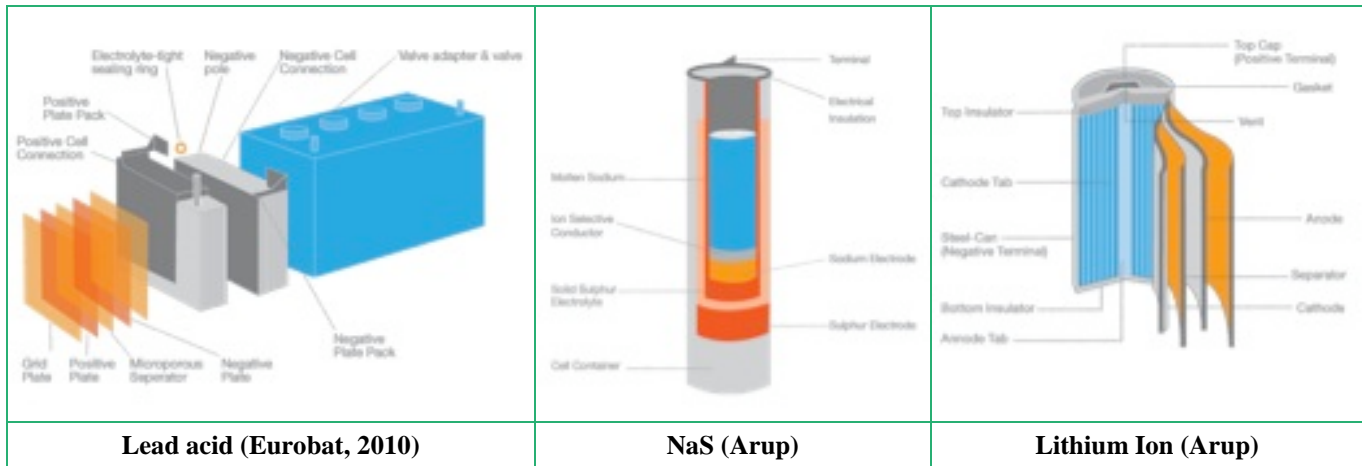 Electrolyte-tight
sealing ring
Negative
pole
Negative Cell
Connection
Valve adapter & valve
Positive
Plate Pack
Positive Cell
Connection
Negative
Plate Pack
Grid
Plate
Positive
Plate
Microporous
Seperator
Negative
Plate
Lead acid (Eurobat, 2010)
Terminal
Electrical
Insulation
Molten Sodium
Ion Selective
Conductor
Sodium Electrode
Solid Sulphur
Electrolyte
Sulphur Electrode
Cell Container
NaS (Arup)
Top Cap
(Positive Terminal)
Gasket
Top Insulator
Vent
Cathode Tab
Anode
Steel-Can
(Negative Terminal)
Separator
Bottom Insulator
Cathode
Annode Tab
Lithium Ion (Arup)